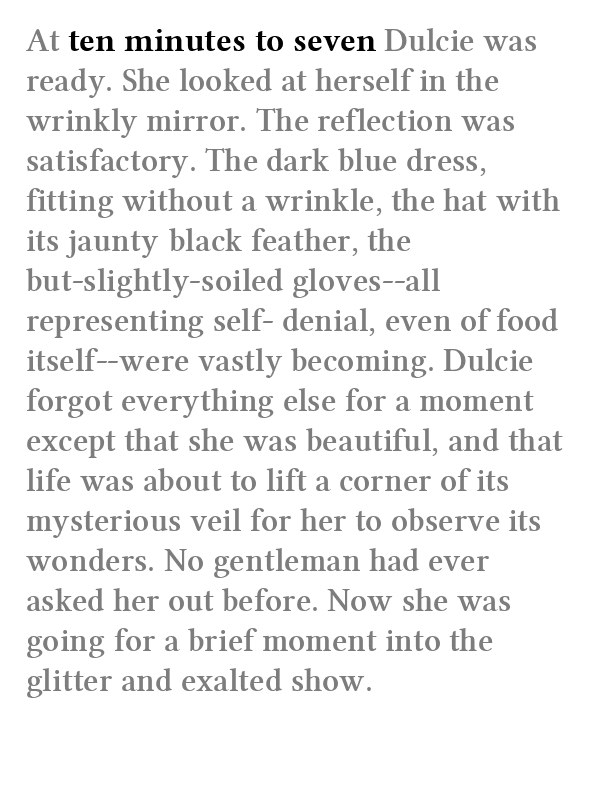 At ten minutes to seven Dulcie was
ready. She looked at herself in the
wrinkly mirror. The reflection was
satisfactory. The dark blue dress,
fitting without a wrinkle, the hat with
its jaunty black feather, the
but-slightly-soiled gloves--all
representing self- denial, even of food
itself--were vastly becoming. Dulcie
forgot everything else for a moment
except that she was beautiful, and that
life was about to lift a corner of its
mysterious veil for her to observe its
wonders. No gentleman had ever
asked her out before. Now she was
going for a brief moment into the
glitter and exalted show.